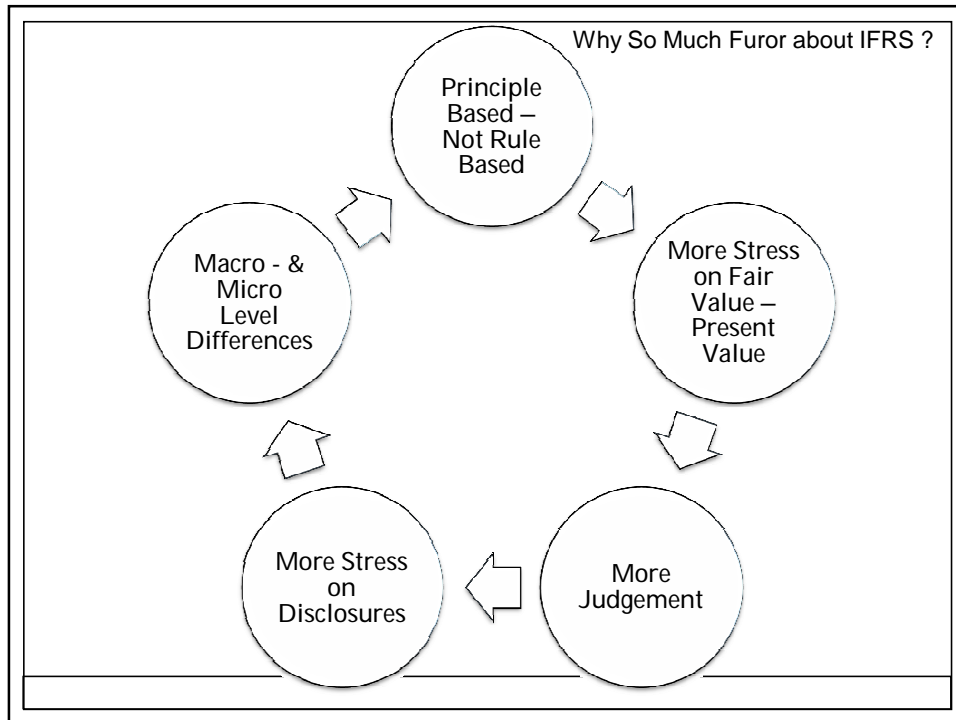 Why So Much Furor about IFRS ?
Principle
Based –
Not Rule
Based
More Stress
on Fair
Value –
Present
Value
More
Judgement
More Stress
on
Disclosures
Macro - &
Micro
Level
Differences